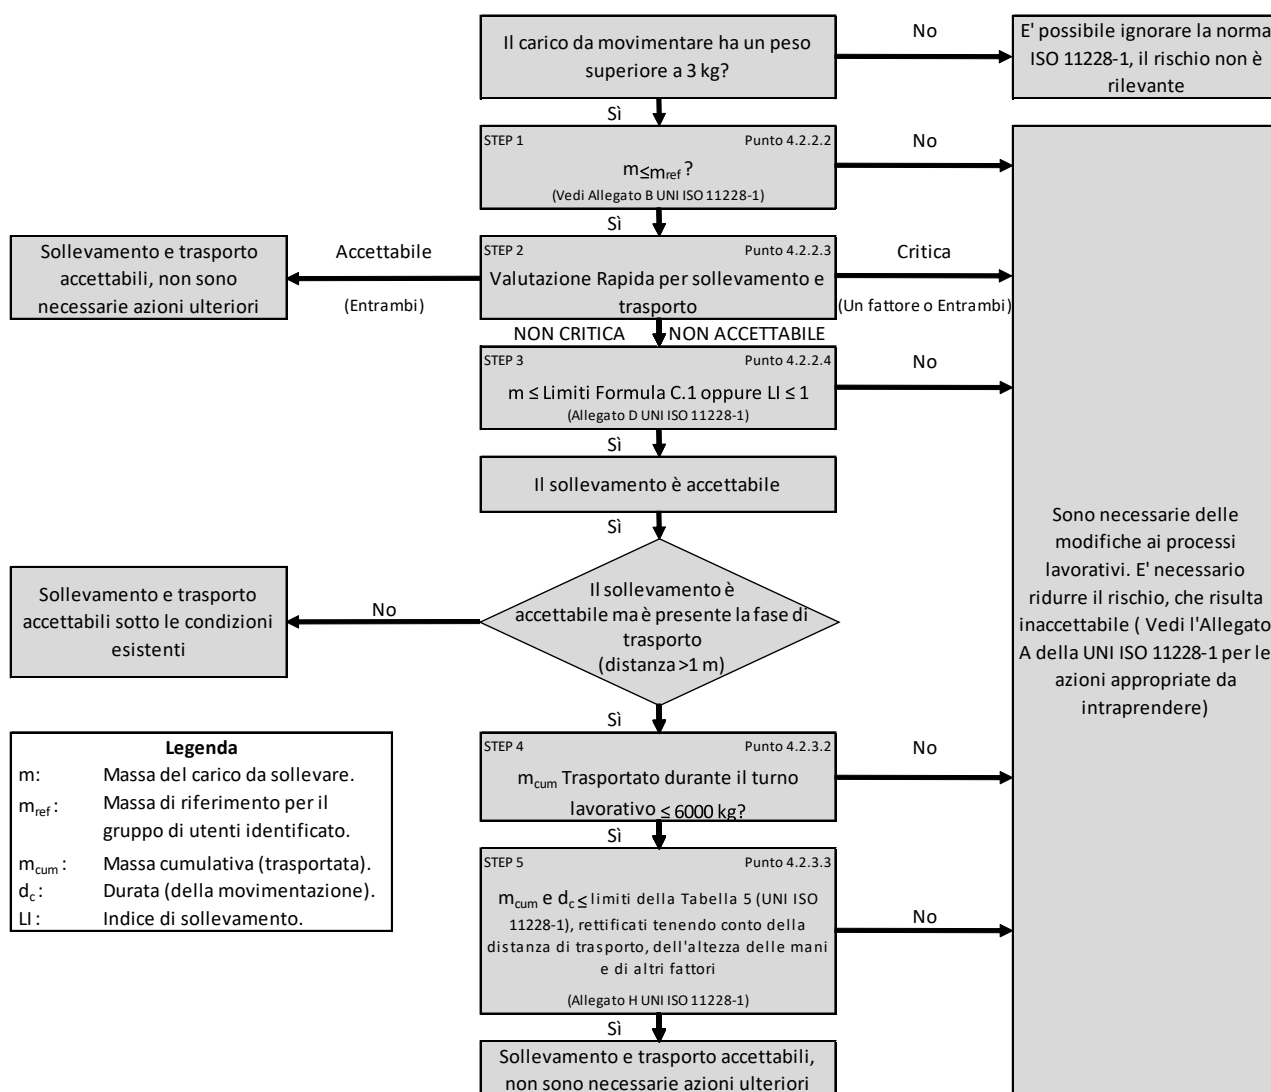 Il carico da movimentare ha un peso
superiore a 3 kg?
No
E' possibile ignorare la norma
ISO 11228-1, il rischio non è
rilevante
Sì
STEP 1 Punto 4.2.2.2
m≤mref ?
(Vedi Allegato B UNI ISO 11228-1)
No
Sì
Sollevamento e trasporto
accettabili, non sono
necessarie azioni ulteriori
Accettabile
(Entrambi)
STEP 2 Punto 4.2.2.3
Valutazione Rapida per sollevamento e
trasporto
Critica
(Un fattore o Entrambi)
NON CRITICA NON ACCETTABILE
STEP 3 Punto 4.2.2.4
m ≤ Limiti Formula C.1 oppure LI ≤ 1
(Allegato D UNI ISO 11228-1)
No
Sì
Il sollevamento è accettabile
Sì
Sono necessarie delle
modifiche ai processi
lavorativi. E' necessario
ridurre il rischio, che risulta
inaccettabile ( Vedi l'Allegato
A della UNI ISO 11228-1 per le
azioni appropriate da
intraprendere)
Sollevamento e trasporto
accettabili sotto le condizioni
esistenti
No
Il sollevamento è
accettabile ma è presente la fase di
trasporto
(distanza >1 m)
Sì
Legenda
m: Massa del carico da sollevare.
mref : Massa di riferimento per il
gruppo di utenti identificato.
mcum : Massa cumulativa (trasportata).
dc : Durata (della movimentazione).
LI : Indice di sollevamento.
STEP 4 Punto 4.2.3.2
mcum Trasportato durante il turno
lavorativo ≤ 6000 kg?
No
Sì
STEP 5 Punto 4.2.3.3
mcum e dc ≤ limiti della Tabella 5 (UNI ISO
11228-1), rettificati tenendo conto della
distanza di trasporto, dell'altezza delle mani
e di altri fattori
(Allegato H UNI ISO 11228-1)
No
Sì
Sollevamento e trasporto accettabili,
non sono necessarie azioni ulteriori